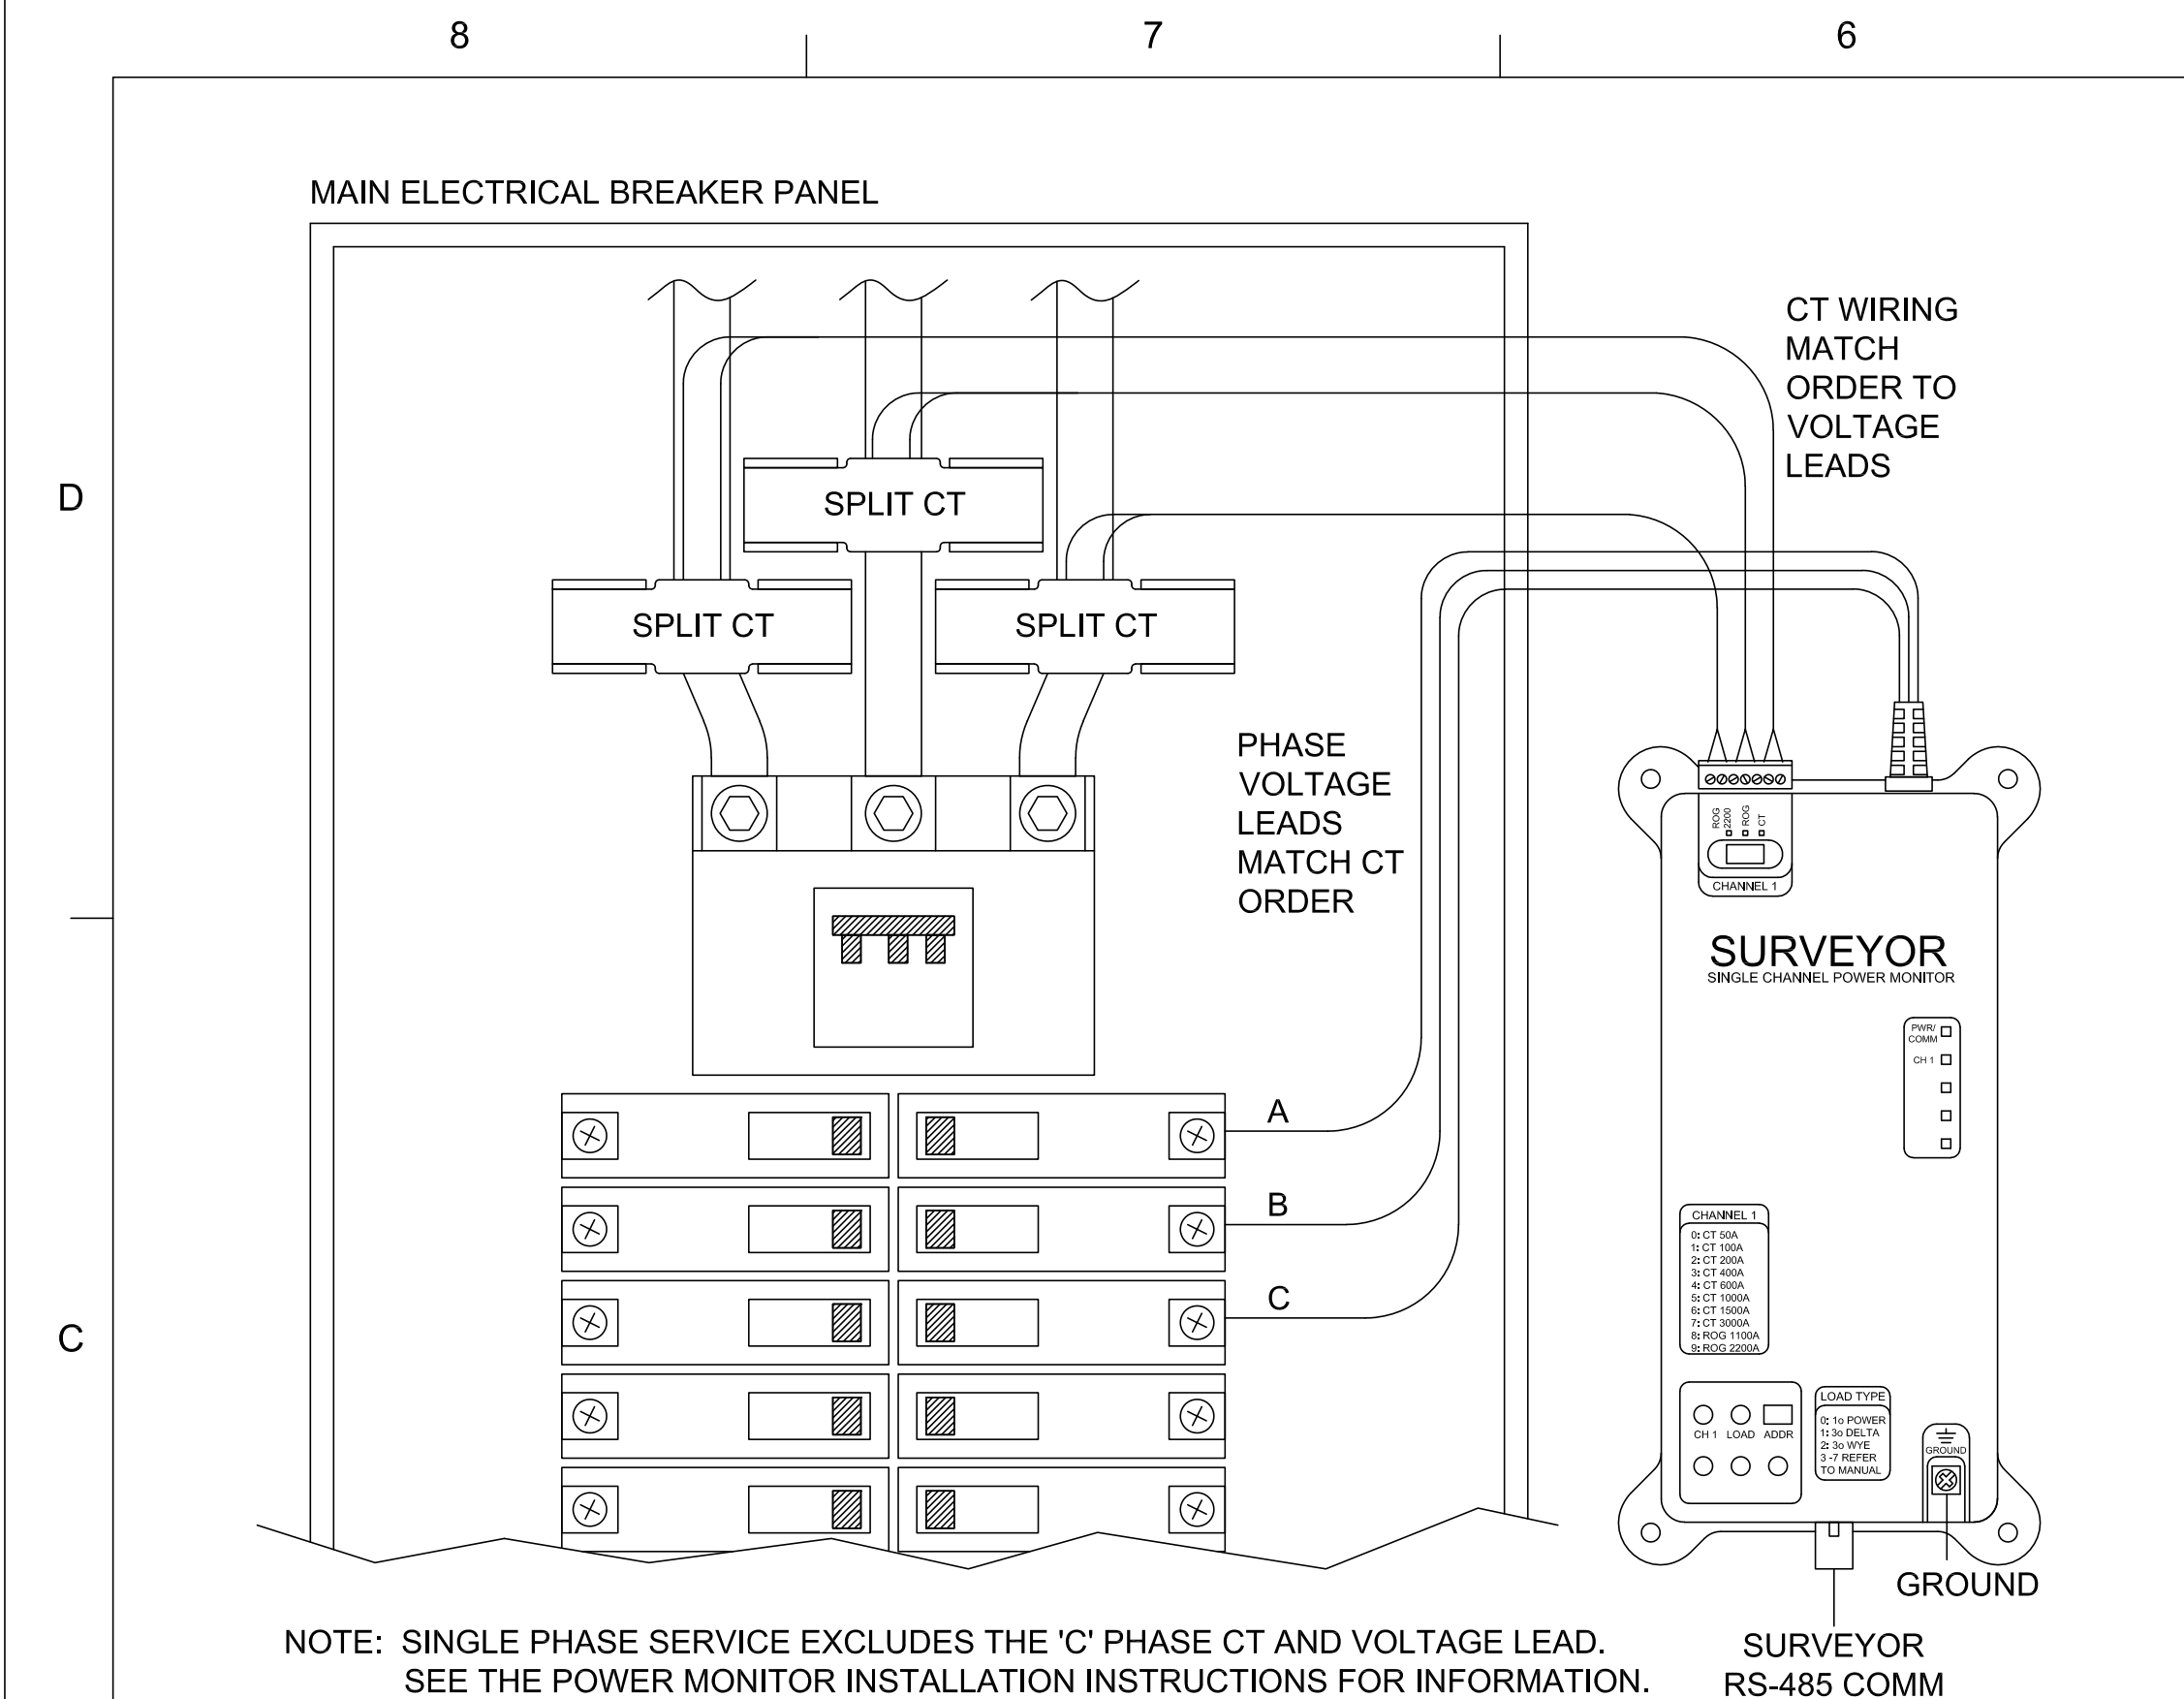 8
7
6
MAIN ELECTRICAL BREAKER PANEL
CT WIRING
MATCH
ORDER TO
VOLTAGE
LEADS
D
SPLIT CT
SPLIT CT
SPLIT CT
PHASE
VOLTAGE
LEADS
MATCH CT
ORDER
ROG
2200
ROG
CT
CHANNEL 1
SURVEYOR
SINGLE CHANNEL POWER MONITOR
PWR/
COMM
CH 1
A
B
C
C
CHANNEL 1
0: CT 50A
1: CT 100A
2: CT 200A
3: CT 400A
4: CT 600A
5: CT 1000A
6: CT 1500A
7: CT 3000A
8: ROG 1100A
9: ROG 2200A
CH 1 LOAD ADDR
LOAD TYPE
0: 1o POWER
1: 3o DELTA
2: 3o WYE
3 -7 REFER
TO MANUAL
GROUND
GROUND
NOTE: SINGLE PHASE SERVICE EXCLUDES THE 'C' PHASE CT AND VOLTAGE LEAD.
SEE THE POWER MONITOR INSTALLATION INSTRUCTIONS FOR INFORMATION.
SURVEYOR
RS-485 COMM